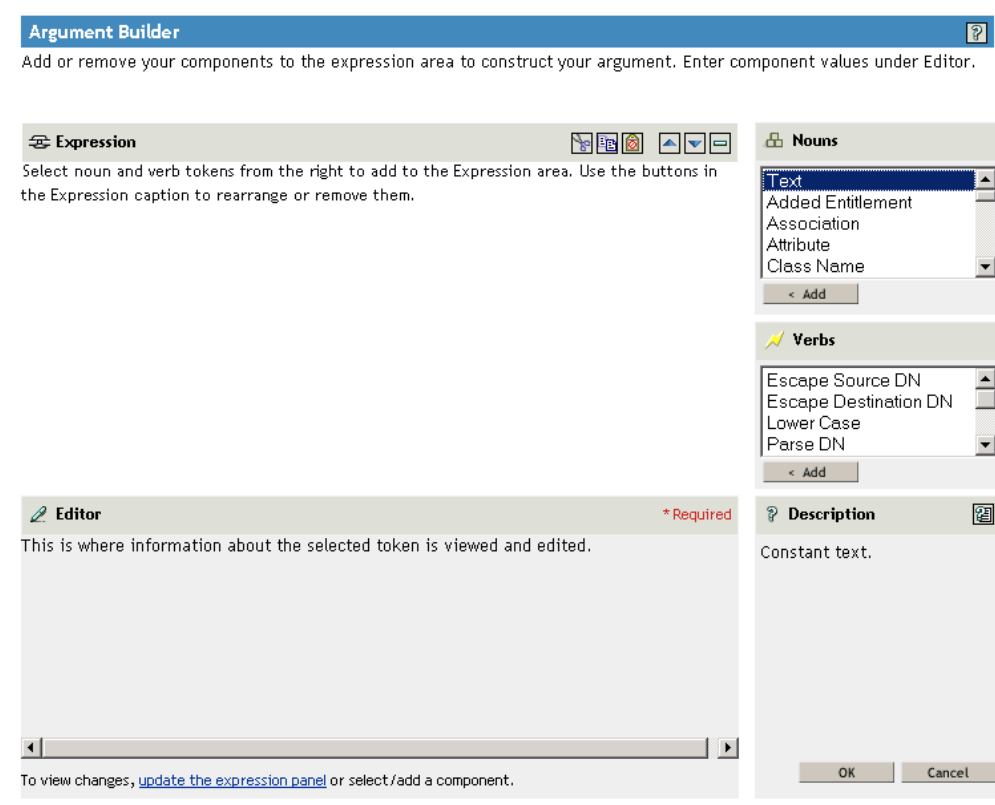 Argument Builder
Add or remove your components to the expression area to construct your argument. Enter component values under Editor.
Expression
Select noun and verb tokens from the right to add to the Expression area. Use the buttons in
the Expression caption to rearrange or remove them.
Nouns
Text
Added Entitlement
Association
Attribute
Class Name
< Add
Verbs
Escape Source DN
Escape Destination DN
Lower Case
Parse DN
< Add
Editor
*Required
This is where information about the selected token is viewed and edited.
To view changes, update the expression panel or select/add a component.
? Description
Constant text.
OK
Cancel